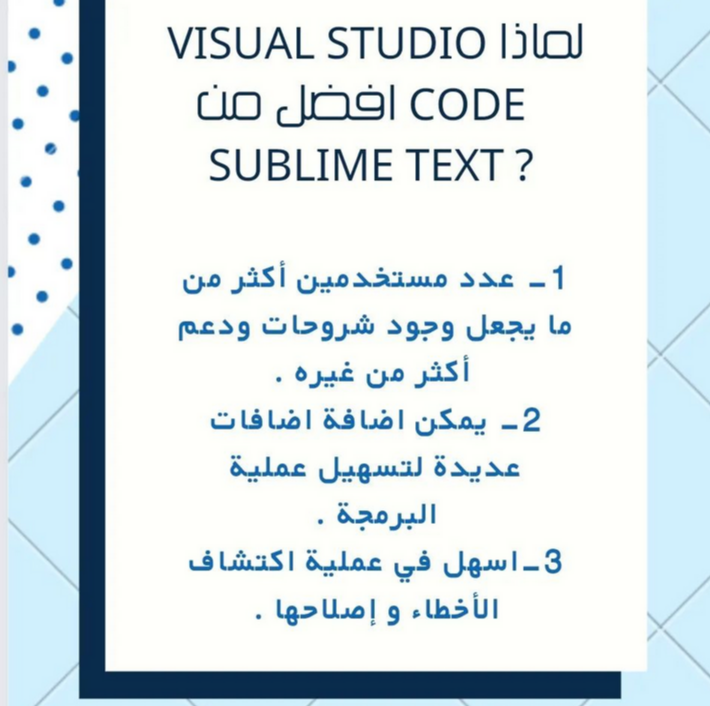 لماذا VISUAL STUDIO
CODE افضل من
SUBLIME TEXT ?
1ـ عدد مستخدمين أكثر من
ما يجعل وجود شروحات ودعم
أكثر من غيره .
2ـ يمكن اضافة اضافات
عديدة لتسهيل عملية
البرمجة .
3ـاسهل في عملية اكتشاف
الأخطاء و إصلاحها .